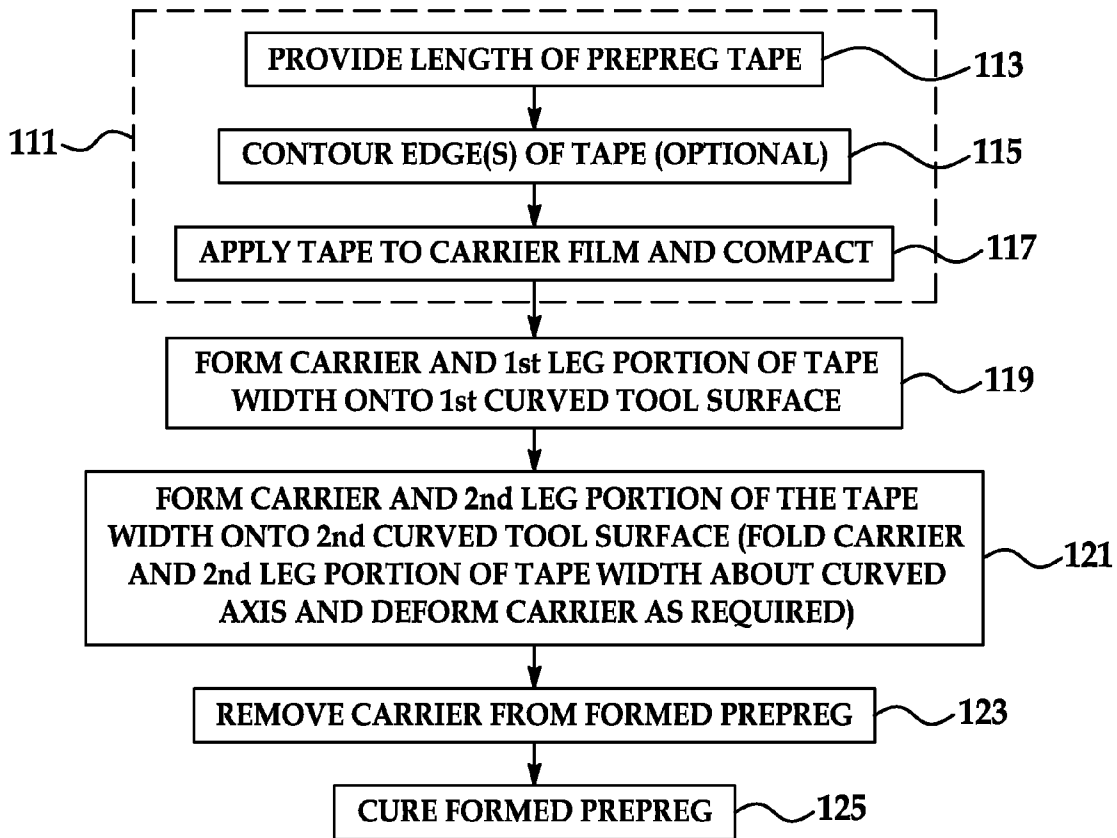 PROVIDE LENGTH OF PREPREG TAPE
113
111
CONTOUR EDGE(S) OF TAPE (OPTIONAL)
115
APPLY TAPE TO CARRIER FILM AND COMPACT
117
FORM CARRIER AND 1st LEG PORTION OF TAPE
WIDTH ONTO 1st CURVED TOOL SURFACE
119
FORM CARRIER AND 2nd LEG PORTION OF THE TAPE
WIDTH ONTO 2nd CURVED TOOL SURFACE (FOLD CARRIER
AND 2nd LEG PORTION OF TAPE WIDTH ABOUT CURVED
AXIS AND DEFORM CARRIER AS REQUIRED)
121
REMOVE CARRIER FROM FORMED PREPREG
123
CURE FORMED PREPREG
125